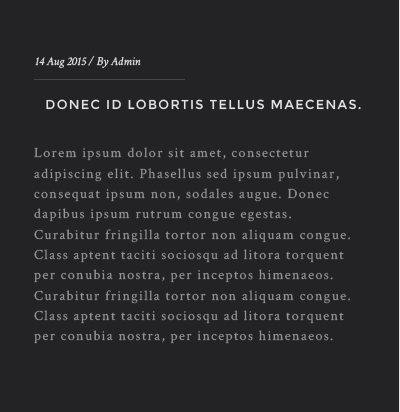 14 Aug 2015 / By Admin
DONEC ID LOBORTIS TELLUS MAECENAS.
Lorem ipsum dolor sit amet, consectetur
adipiscing elit. Phasellus sed ipsum pulvinar,
consequat ipsum non, sodales augue. Donec
dapibus ipsum rutrum congue egestas.
Curabitur fringilla tortor non aliquam congue.
Class aptent taciti sociosqu ad litora torquent
per conubia nostra, per inceptos himenaeos.
Curabitur fringilla tortor non aliquam congue.
Class aptent taciti sociosqu ad litora torquent
per conubia nostra, per inceptos himenaeos.